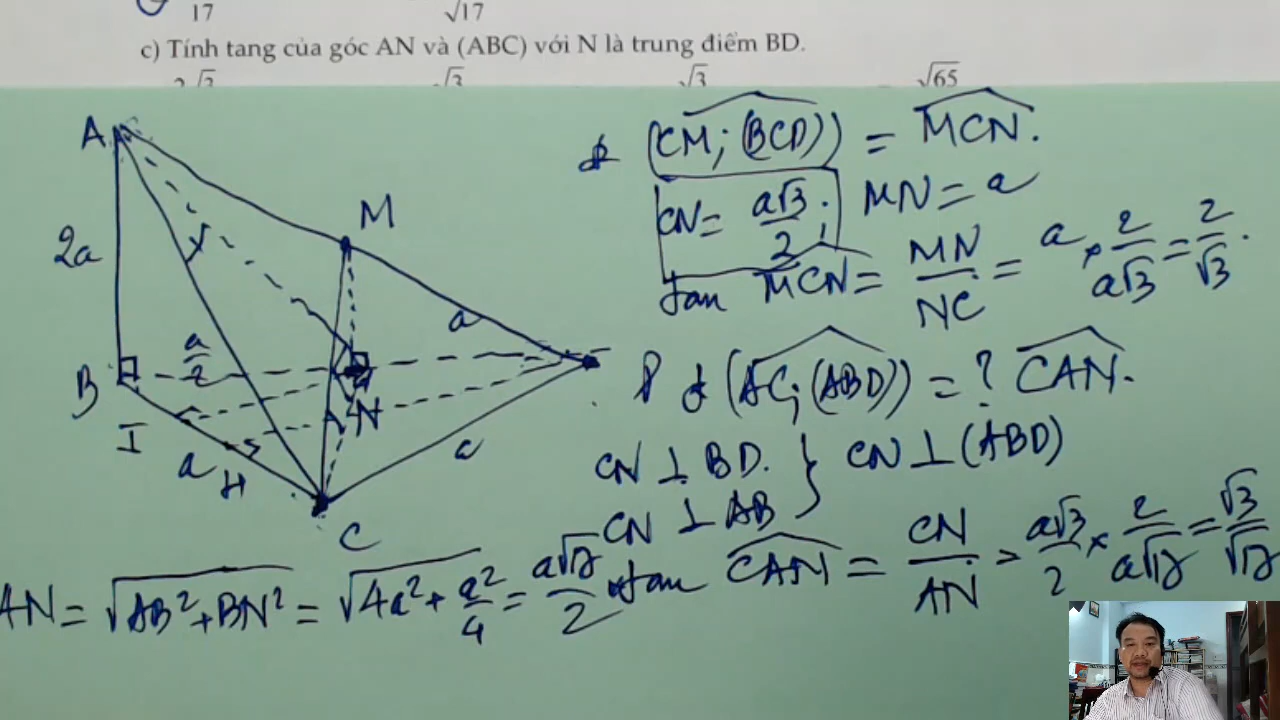 17
√17
c) Tính tang của góc AN và (ABC) với N là trung điểm BD.
√3
√3
√65
A
M
2a
a/2
a
B
N
I
a
H
a
C
(CM; (BCD)) = MCN.
CN = a√3/2; MN = a
tan MCN = MN/NC = a × 2/a√3 = 2/√3.
(AC; (ABD)) = ? CAN.
CN ⊥ BD.
CN ⊥ AB } CN ⊥ (ABD)
tan CAN = CN/AN = a√3/2 × 2/a√17 = √3/√17
AN = √AB² + BN² = √4a² + a²/4 = a√17/2